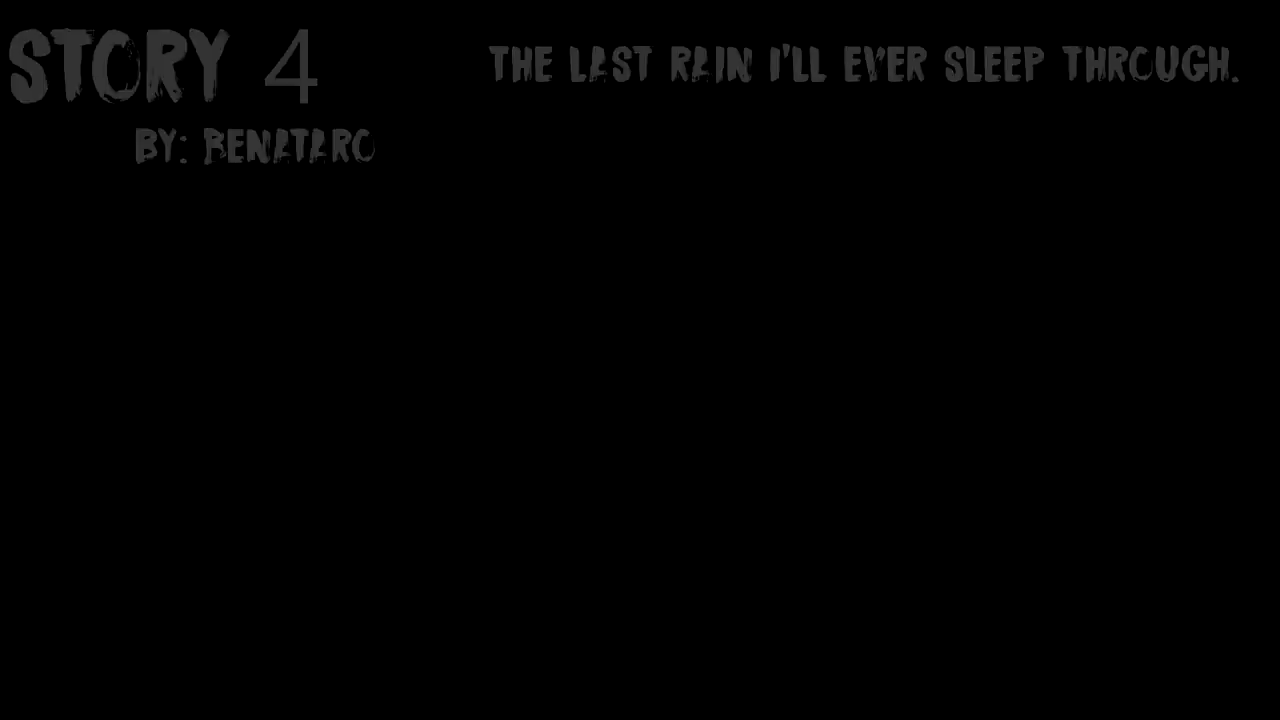 STORY 4
THE LAST RAIN I'LL EVER SLEEP THROUGH.
BY: BENATARO